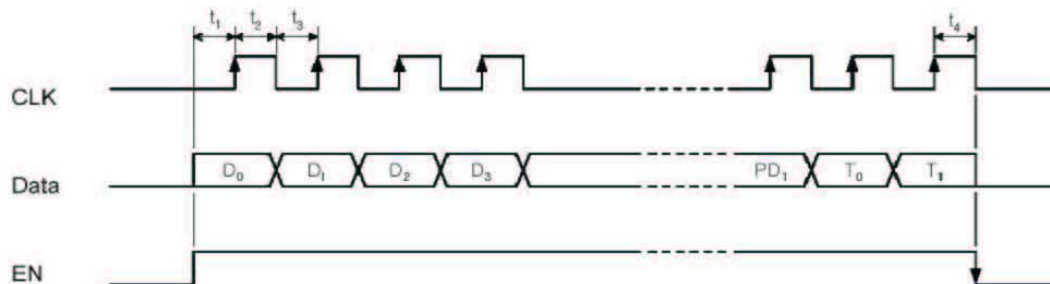 t₁ t₂ t₃ t₄
CLK
Data D₀ D₁ D₂ D₃ PD₁ T₀ T₁
EN